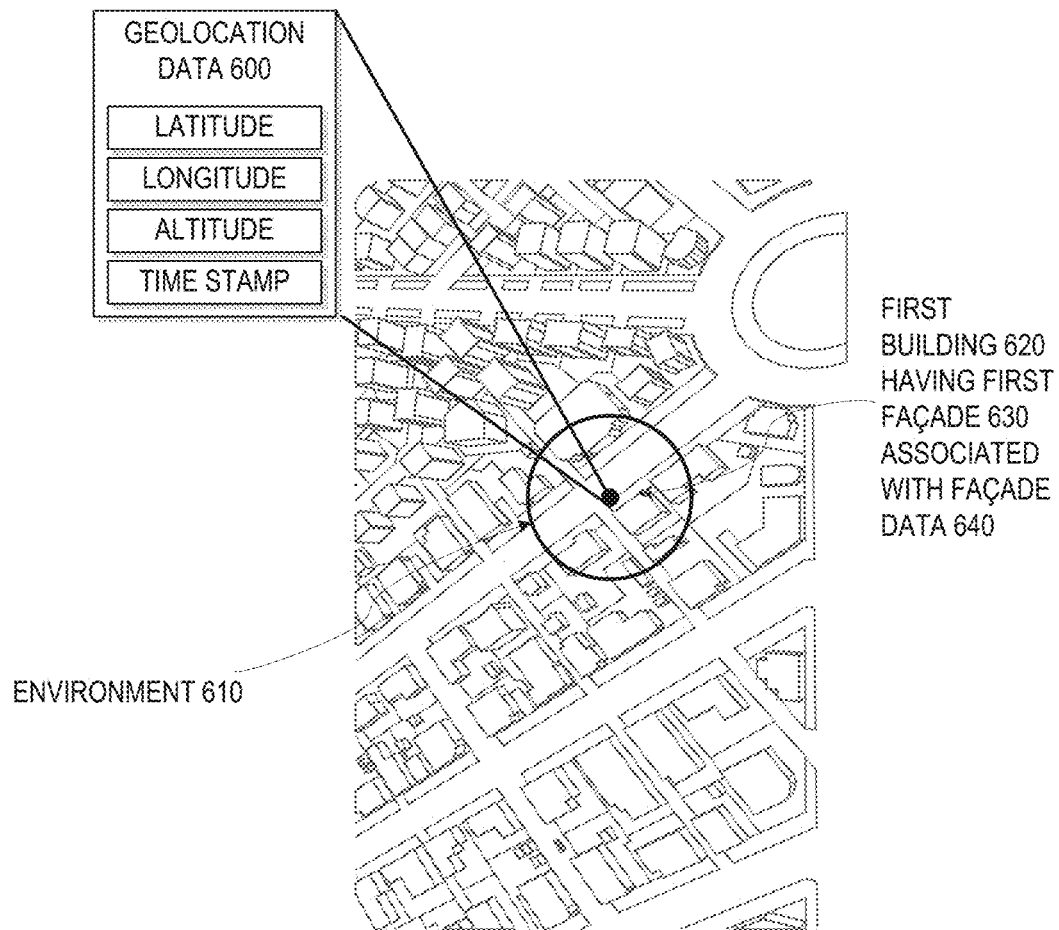 GEOLOCATION
DATA 600
LATITUDE
LONGITUDE
ALTITUDE
TIME STAMP
FIRST
BUILDING 620
HAVING FIRST
FAÇADE 630
ASSOCIATED
WITH FAÇADE
DATA 640
ENVIRONMENT 610